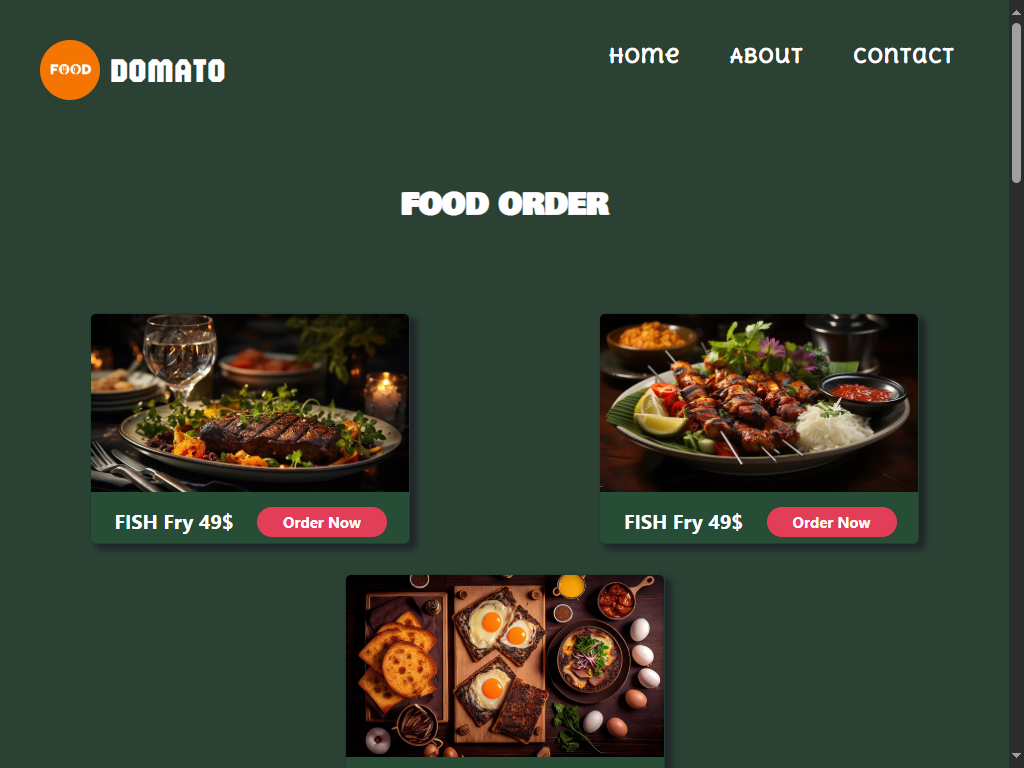 FOOD
DOMATO
Home
About
Contact
FOOD ORDER
FISH Fry 49$
Order Now
FISH Fry 49$
Order Now